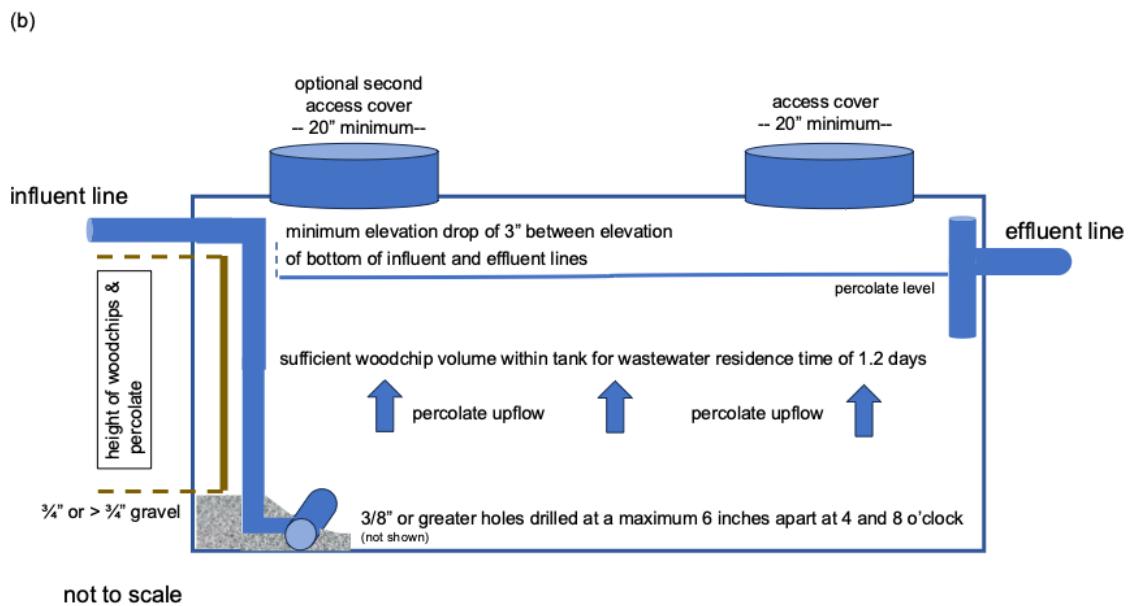 (b)
optional second
access cover
-- 20” minimum--
access cover
-- 20” minimum--
influent line
minimum elevation drop of 3” between elevation
of bottom of influent and effluent lines
effluent line
percolate level
height of woodchips &
percolate
sufficient woodchip volume within tank for wastewater residence time of 1.2 days
percolate upflow
percolate upflow
¾” or > ¾” gravel
3/8” or greater holes drilled at a maximum 6 inches apart at 4 and 8 o’clock
(not shown)
not to scale